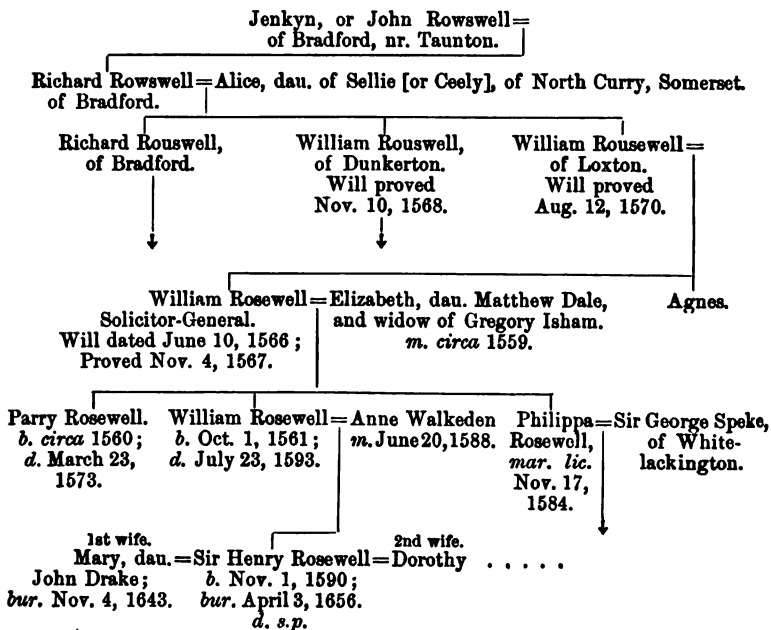 Jenkyn, or John Rowswell=
of Bradford, nr. Taunton.
Richard Rowswell=Alice, dau. of Sellie [or Ceely], of North Curry, Somerset.
of Bradford.
Richard Rouswell,
of Bradford.
William Rouswell,
of Dunkerton.
Will proved
Nov. 10, 1568.
William Rousewell=
of Loxton.
Will proved
Aug. 12, 1570.
William Rosewell=Elizabeth, dau. Matthew Dale,
Solicitor-General.
Will dated June 10, 1566;
Proved Nov. 4, 1567.
and widow of Gregory Isham.
m. circa 1559.
Agnes.
Parry Rosewell.
b. circa 1560;
d. March 23,
1573.
William Rosewell=Anne Walkeden
b. Oct. 1, 1561;
d. July 23, 1593.
m. June 20, 1588.
Philippa=Sir George Speke,
Rosewell,
mar. lic.
Nov. 17,
1584.
of White-
lackington.
1st wife.
Mary, dau.=Sir Henry Rosewell=Dorothy . . . . .
John Drake;
bur. Nov. 4, 1643.
b. Nov. 1, 1590;
bur. April 3, 1656.
d. s.p.
2nd wife.